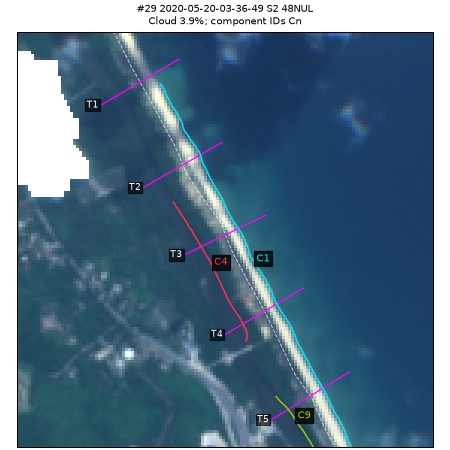 #29 2020-05-20-03-36-49 S2 48NUL
Cloud 3.9%; component IDs Cn
T1
T2
T3
C1
C4
T4
C9
T5